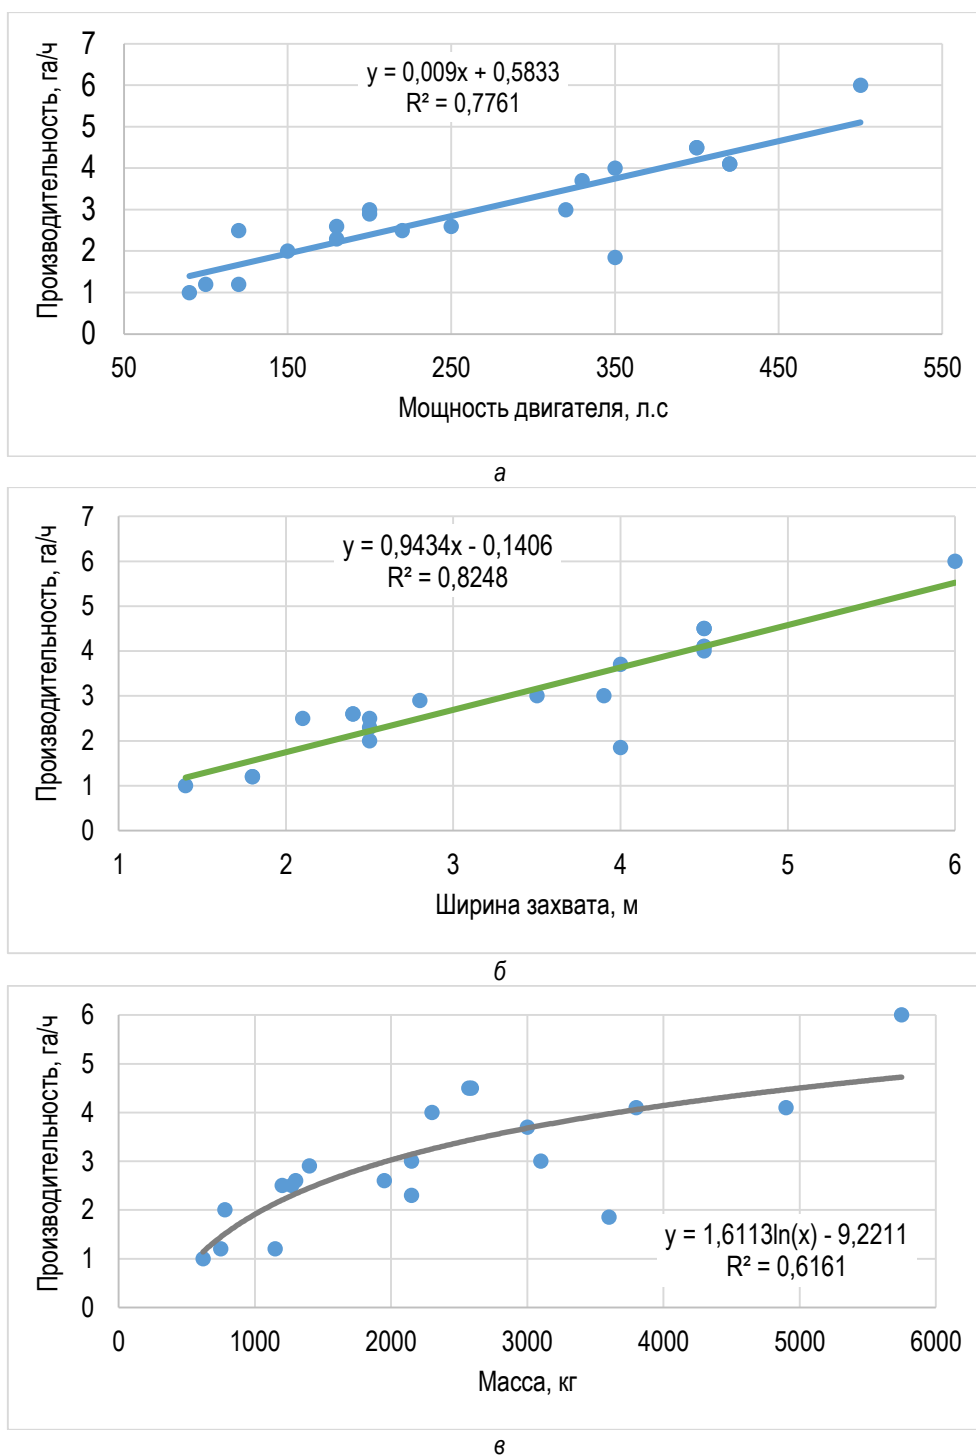 Производительность, га/ч
7
6
5
4
3
2
1
0
y = 0,009x + 0,5833
R² = 0,7761
50 150 250 350 450 550
Мощность двигателя, л.с
а
Производительность, га/ч
7
6
5
4
3
2
1
0
y = 0,9434x - 0,1406
R² = 0,8248
1 2 3 4 5 6
Ширина захвата, м
б
Производительность, га/ч
6
5
4
3
2
1
0
y = 1,6113ln(x) - 9,2211
R² = 0,6161
0 1000 2000 3000 4000 5000 6000
Масса, кг
в